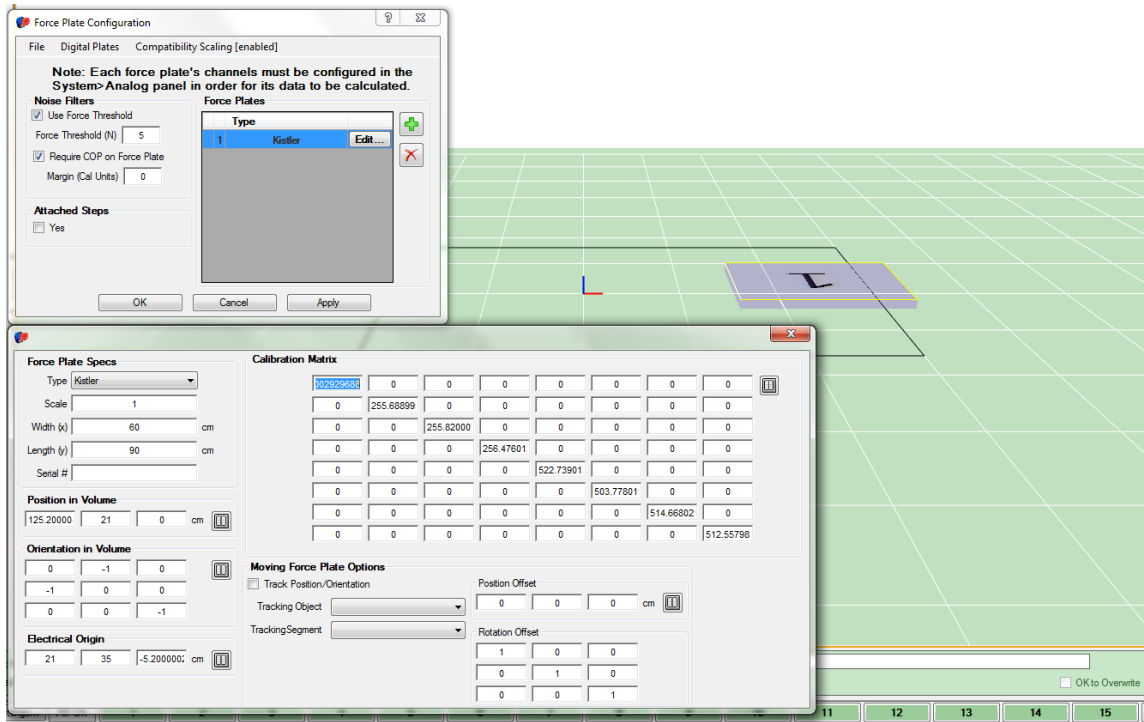 Force Plate Configuration
File Digital Plates Compatibility Scaling [enabled]
Note: Each force plate's channels must be configured in the
System>Analog panel in order for its data to be calculated.
Noise Filters
Use Force Threshold
Force Threshold (N) 5
Require COP on Force Plate
Margin (Cal Units) 0
Attached Steps
Yes
Force Plates
Type
1 Kistler Edit...
OK Cancel Apply
1
Force Plate Specs
Type Kistler
Scale 1
Width (x) 60 cm
Length (y) 90 cm
Serial #
Position in Volume
125.20000 21 0 cm
Orientation in Volume
0 -1 0
-1 0 0
0 0 -1
Electrical Origin
21 35 -5.2000002 cm
Calibration Matrix
002929688 0 0 0 0 0 0 0
0 255.68899 0 0 0 0 0 0
0 0 255.82000 0 0 0 0 0
0 0 0 256.47601 0 0 0 0
0 0 0 0 522.73901 0 0 0
0 0 0 0 0 503.77801 0 0
0 0 0 0 0 0 514.66802 0
0 0 0 0 0 0 0 512.55798
Moving Force Plate Options
Track Position/Orientation
Tracking Object
TrackingSegment
Position Offset
0 0 0 cm
Rotation Offset
1 0 0
0 1 0
0 0 1
OK to Overwrite
11 12 13 14 15